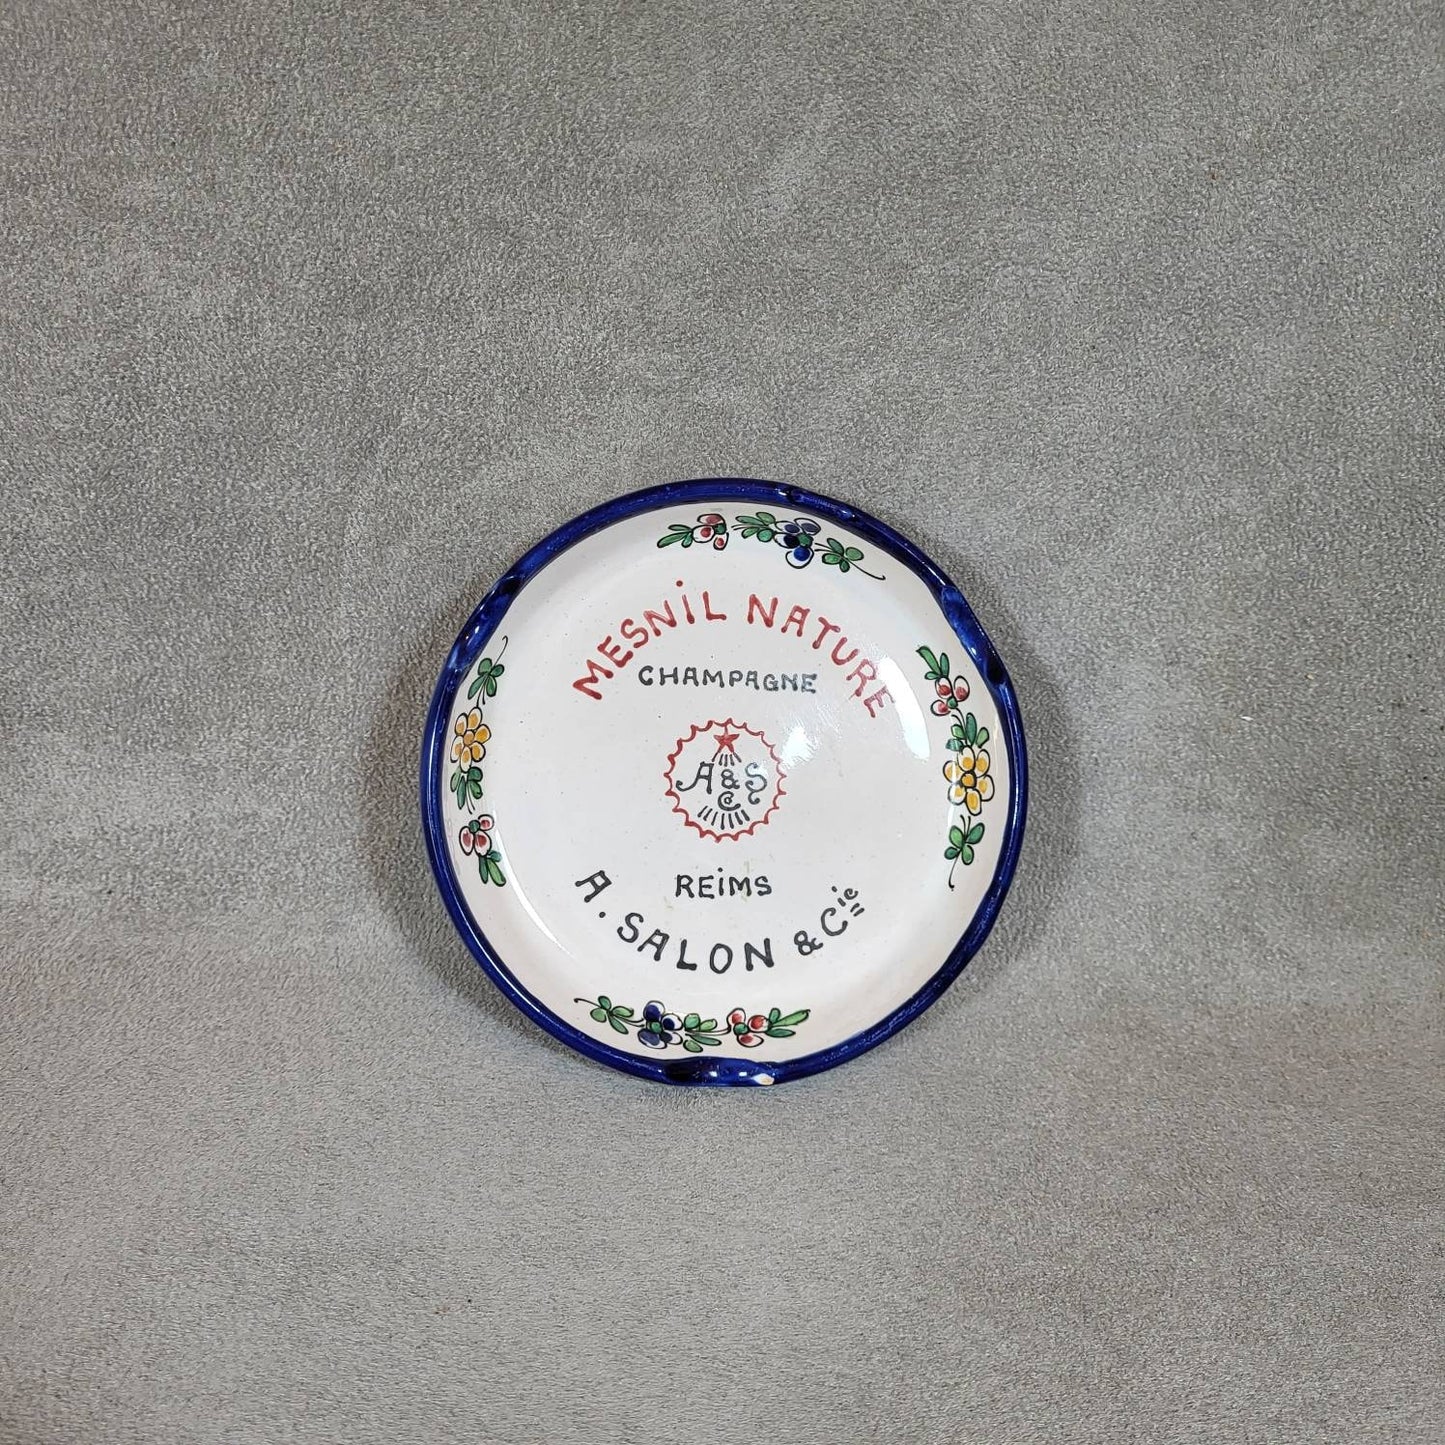 MESNiL NATURE
CHAMPAGNE
A & S
C
REiMS
A. SALON & Cie